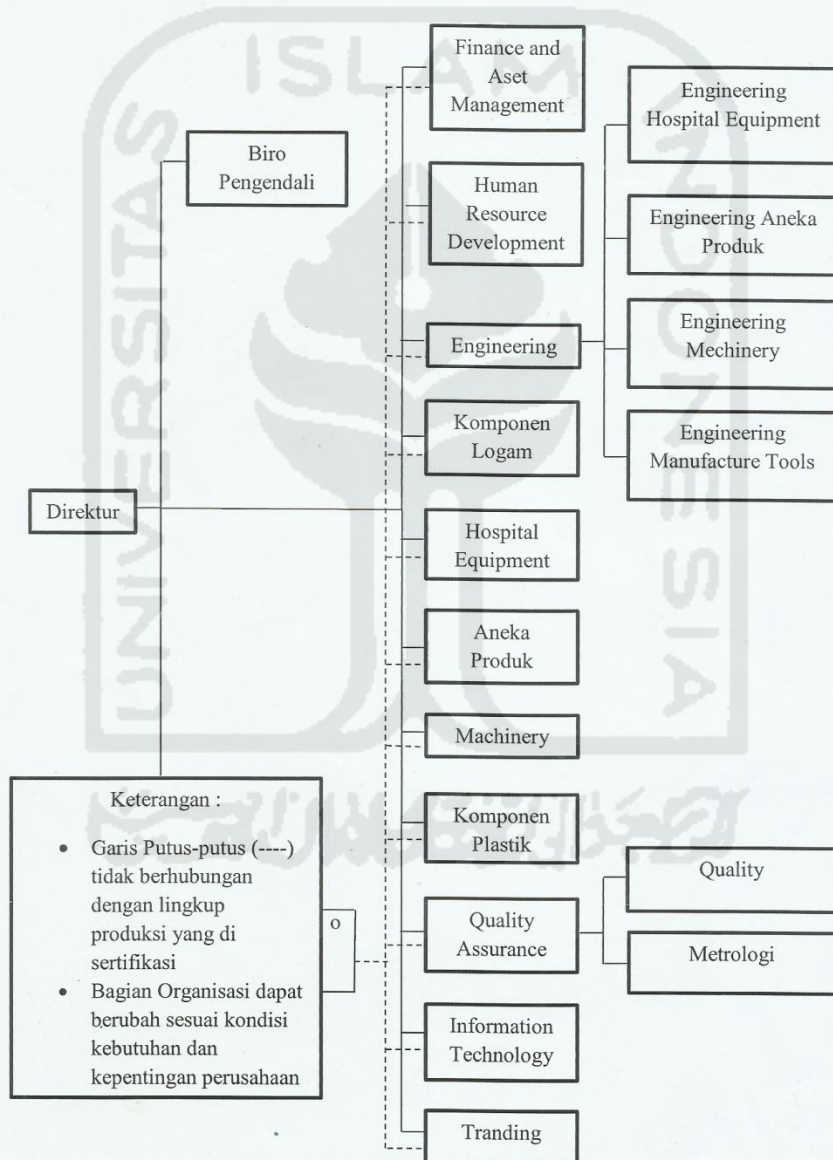 UNIVERSITAS
ISLAM
INDONESIA
Direktur
Biro
Pengendali
Finance and
Aset
Management
Human
Resource
Development
Engineering
Engineering
Hospital Equipment
Engineering Aneka
Produk
Engineering
Mechinery
Engineering
Manufacture Tools
Komponen
Logam
Hospital
Equipment
Aneka
Produk
Machinery
Komponen
Plastik
Quality
Assurance
Quality
Metrologi
Information
Technology
Tranding
Keterangan :
• Garis Putus-putus (----)
tidak berhubungan
dengan lingkup
produksi yang di
sertifikasi
• Bagian Organisasi dapat
berubah sesuai kondisi
kebutuhan dan
kepentingan perusahaan
o